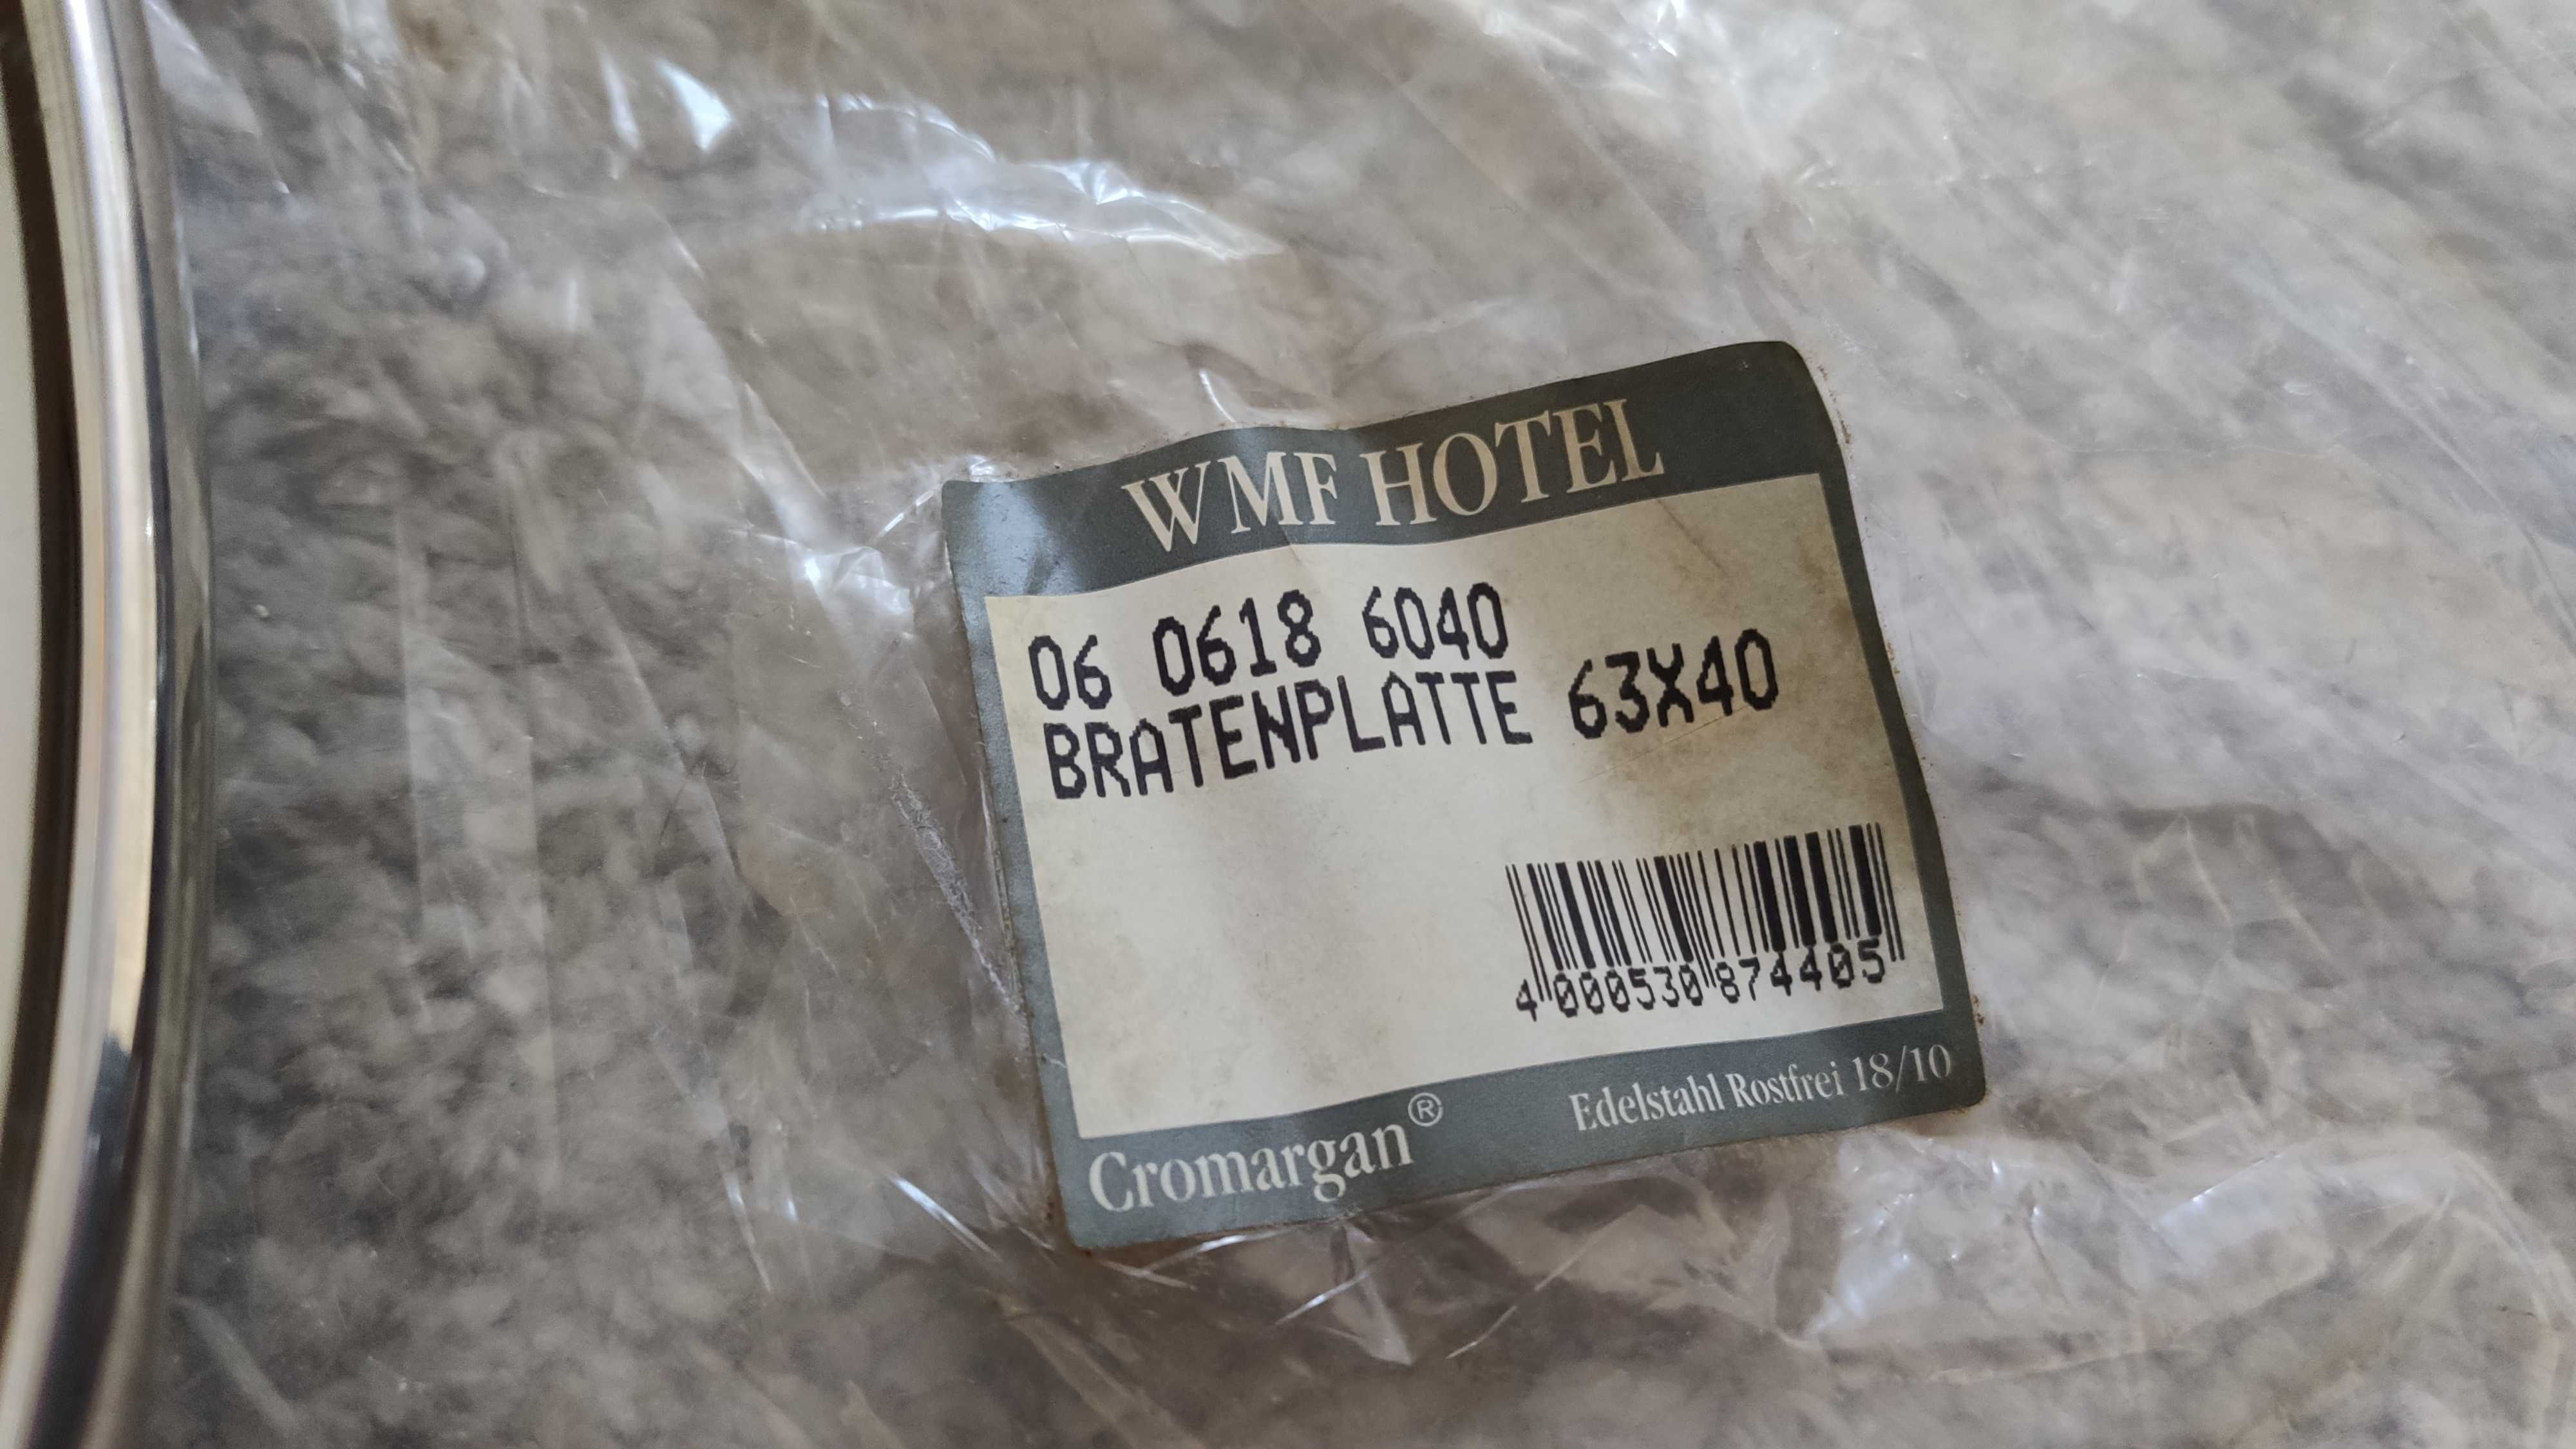 WMF HOTEL
06 0618 6040
BRATENPLATTE 63X40
4 000530 874405
Cromargan® Edelstahl Rostfrei 18/10